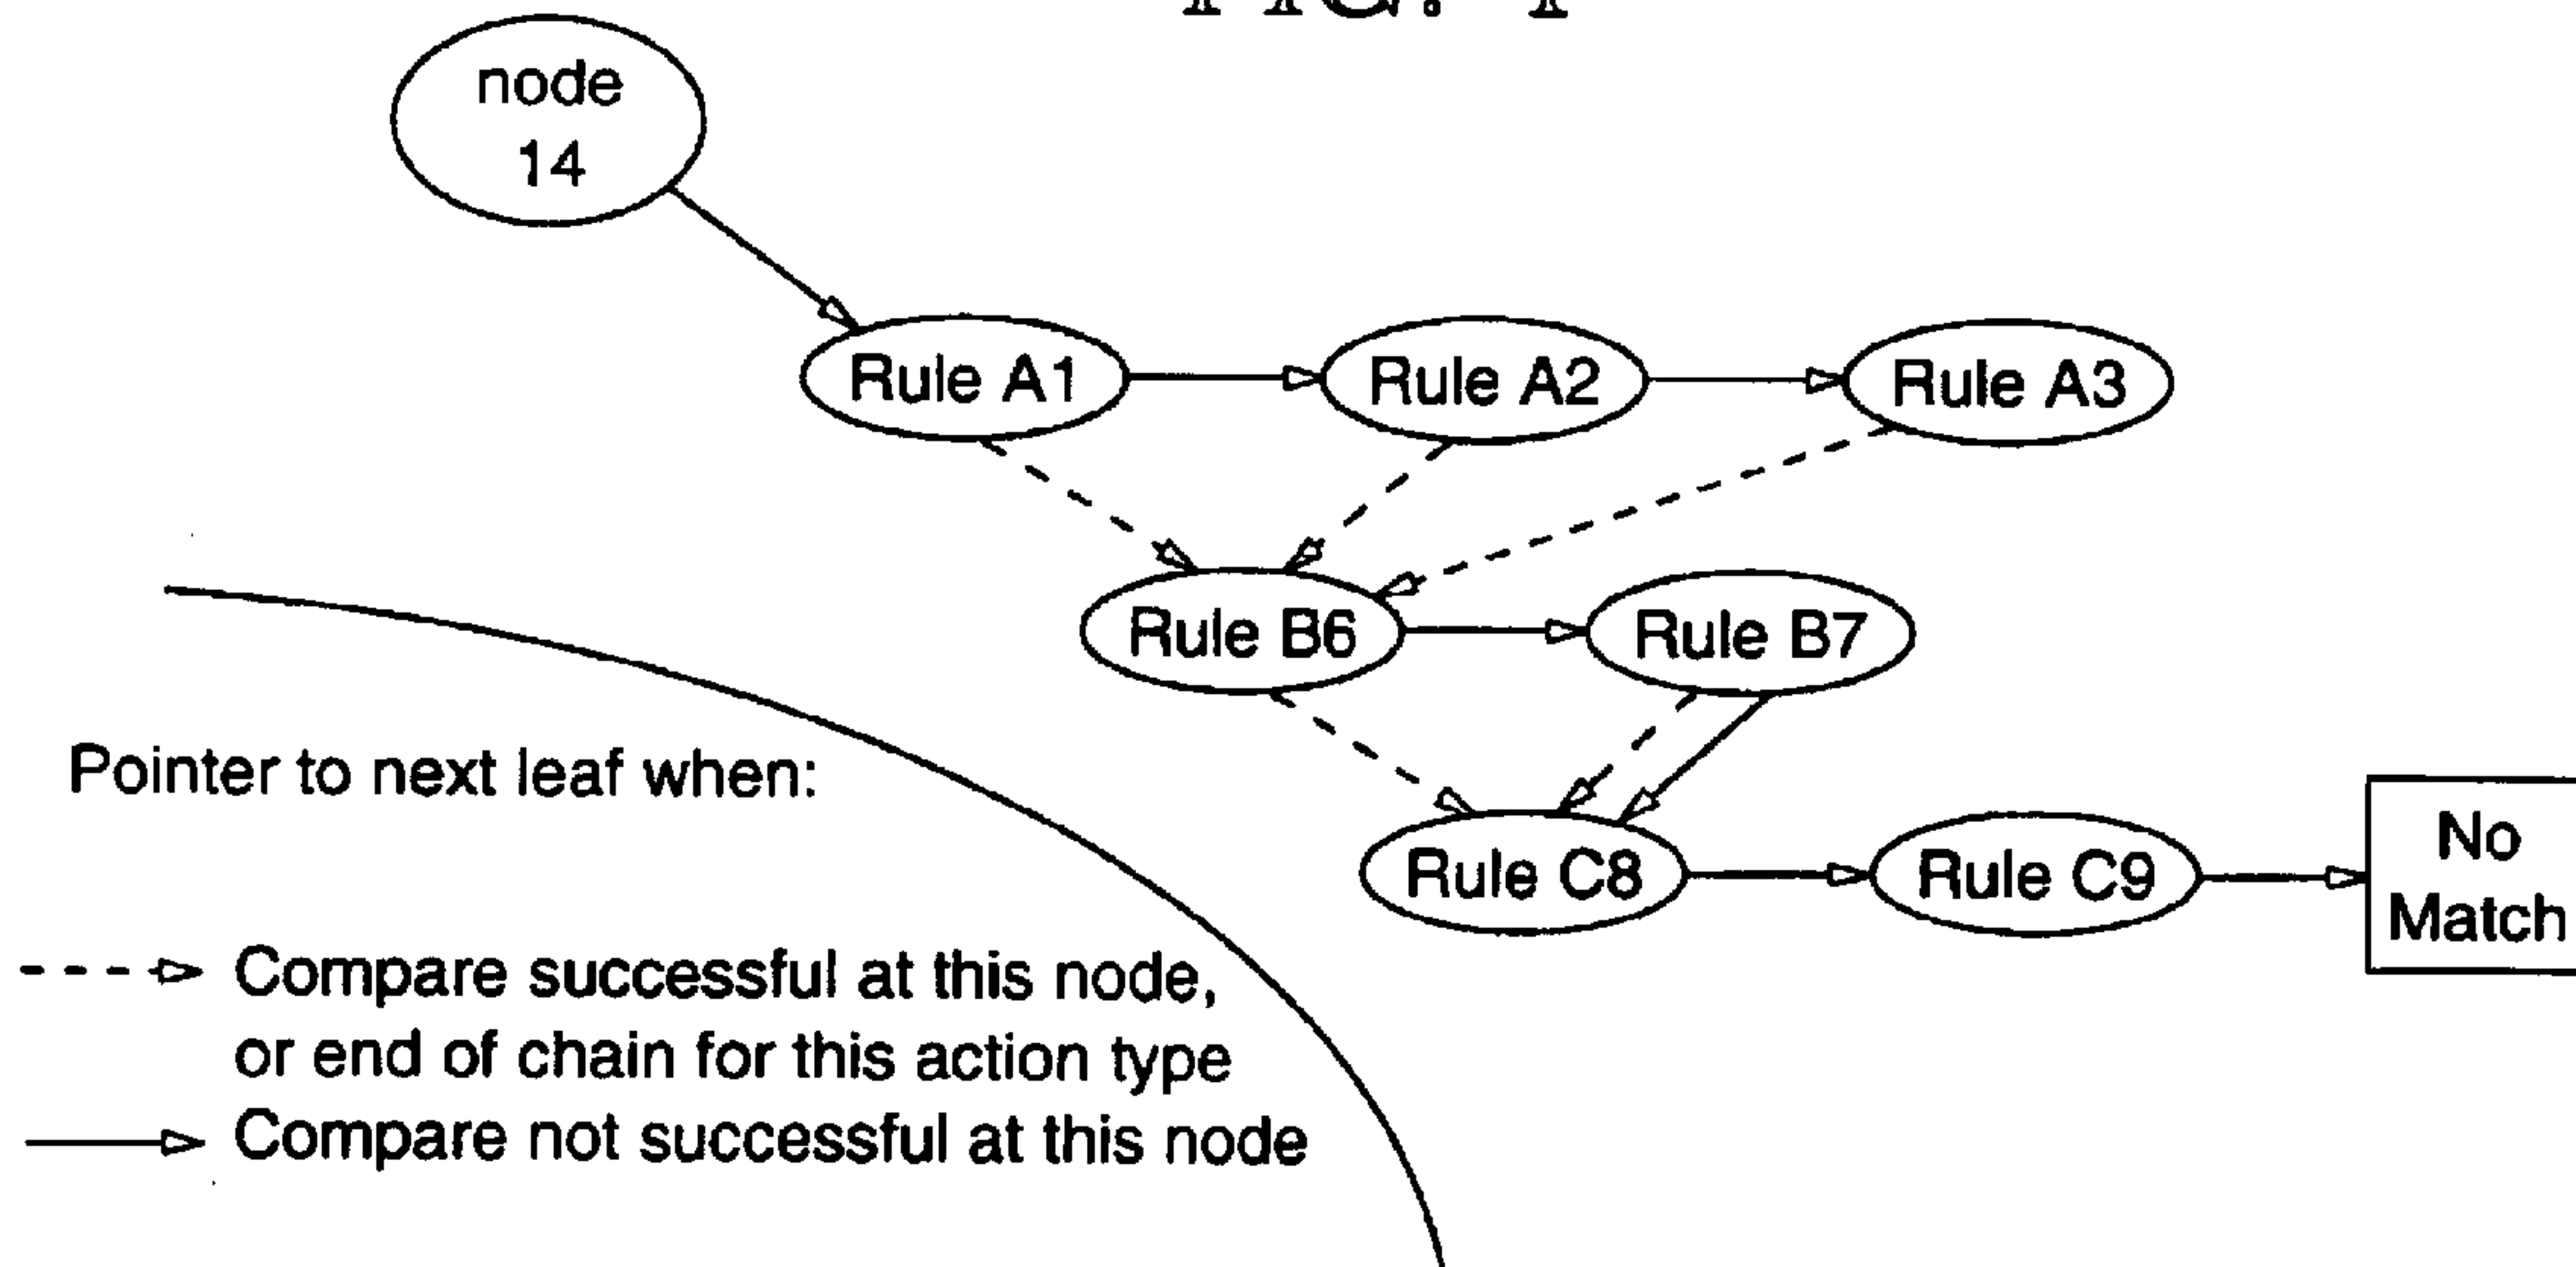 node
14
Rule A1
Rule A2
Rule A3
Rule B6
Rule B7
Pointer to next leaf when:
Rule C8
Rule C9
No
Match
Compare successful at this node,
or end of chain for this action type
Compare not successful at this node